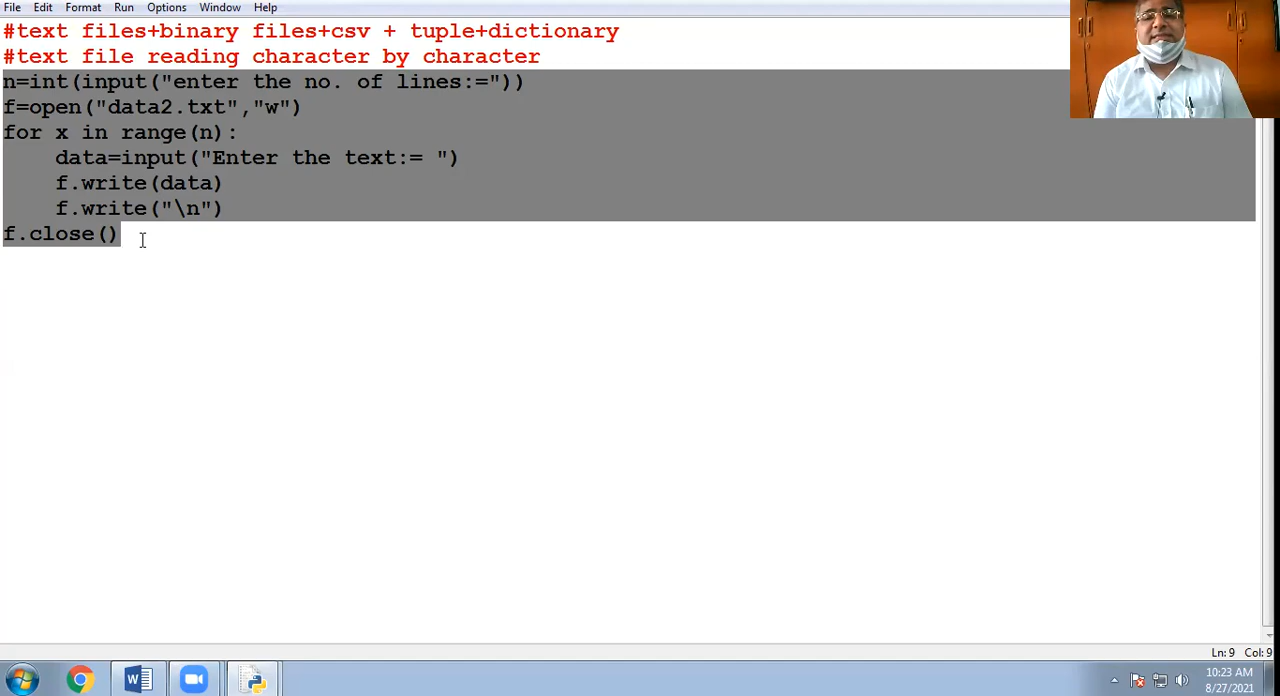 File Edit Format Run Options Window Help
#text files+binary files+csv + tuple+dictionary
#text file reading character by character
n=int(input("enter the no. of lines:="))
f=open("data2.txt","w")
for x in range(n):
    data=input("Enter the text:= ")
    f.write(data)
    f.write("\n")
f.close()
Ln: 9 Col: 9
W
10:23 AM
8/27/2021